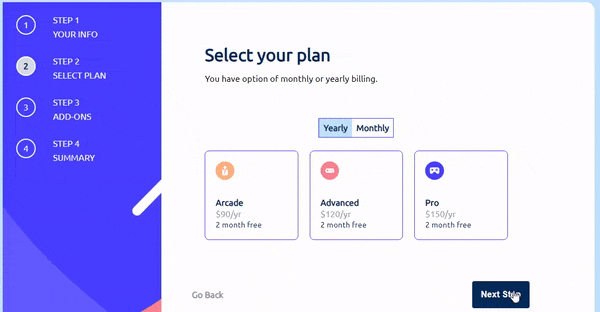 1
STEP 1
YOUR INFO
2
STEP 2
SELECT PLAN
3
STEP 3
ADD-ONS
4
STEP 4
SUMMARY
Select your plan
You have option of monthly or yearly billing.
Yearly Monthly
Arcade
$90/yr
2 month free
Advanced
$120/yr
2 month free
Pro
$150/yr
2 month free
Go Back
Next Step